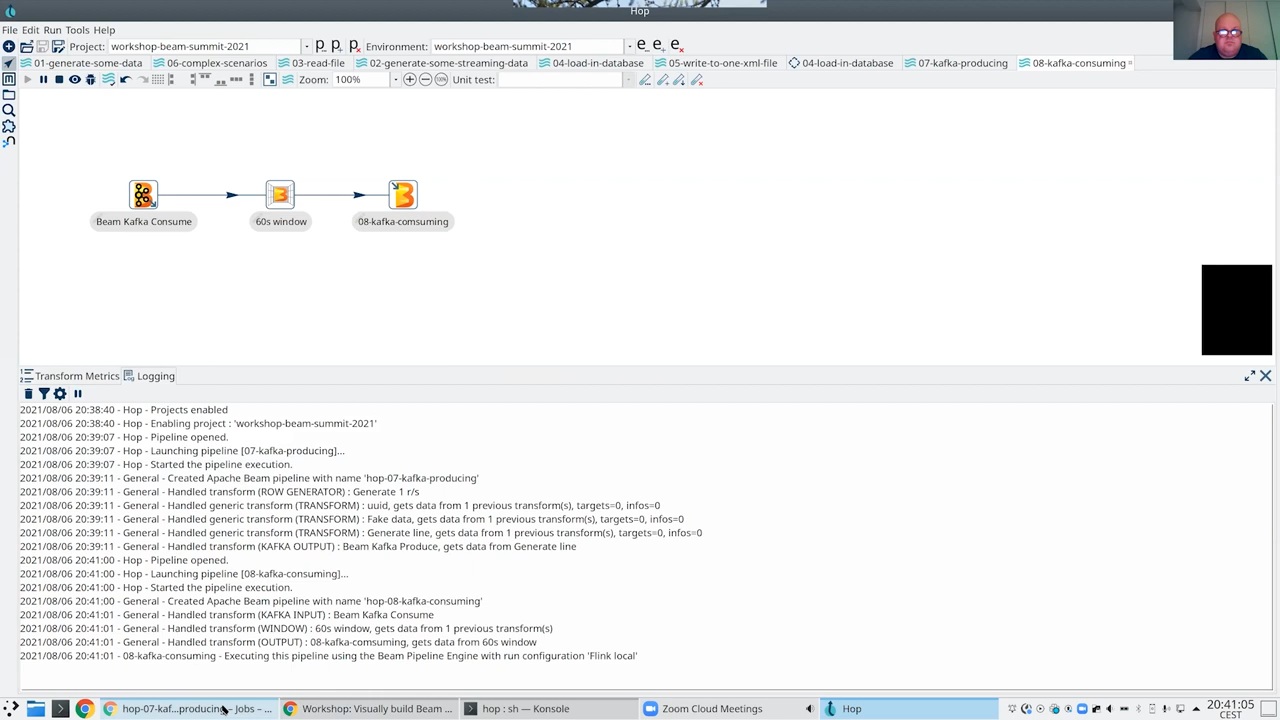 Hop
File Edit Run Tools Help
Project: workshop-beam-summit-2021 Environment: workshop-beam-summit-2021
01-generate-some-data 06-complex-scenarios 03-read-file 02-generate-some-streaming-data 04-load-in-database 05-write-to-one-xml-file 04-load-in-database 07-kafka-producing 08-kafka-consuming
Zoom: 100% Unit test:
Beam Kafka Consume 60s window 08-kafka-comsuming
Transform Metrics Logging
2021/08/06 20:38:40 - Hop - Projects enabled
2021/08/06 20:38:40 - Hop - Enabling project : 'workshop-beam-summit-2021'
2021/08/06 20:39:07 - Hop - Pipeline opened.
2021/08/06 20:39:07 - Hop - Launching pipeline [07-kafka-producing]...
2021/08/06 20:39:07 - Hop - Started the pipeline execution.
2021/08/06 20:39:11 - General - Created Apache Beam pipeline with name 'hop-07-kafka-producing'
2021/08/06 20:39:11 - General - Handled transform (ROW GENERATOR) : Generate 1 r/s
2021/08/06 20:39:11 - General - Handled generic transform (TRANSFORM) : uuid, gets data from 1 previous transform(s), targets=0, infos=0
2021/08/06 20:39:11 - General - Handled generic transform (TRANSFORM) : Fake data, gets data from 1 previous transform(s), targets=0, infos=0
2021/08/06 20:39:11 - General - Handled generic transform (TRANSFORM) : Generate line, gets data from 1 previous transform(s), targets=0, infos=0
2021/08/06 20:39:11 - General - Handled transform (KAFKA OUTPUT) : Beam Kafka Produce, gets data from Generate line
2021/08/06 20:41:00 - Hop - Pipeline opened.
2021/08/06 20:41:00 - Hop - Launching pipeline [08-kafka-consuming]...
2021/08/06 20:41:00 - Hop - Started the pipeline execution.
2021/08/06 20:41:00 - General - Created Apache Beam pipeline with name 'hop-08-kafka-consuming'
2021/08/06 20:41:01 - General - Handled transform (KAFKA INPUT) : Beam Kafka Consume
2021/08/06 20:41:01 - General - Handled transform (WINDOW) : 60s window, gets data from 1 previous transform(s)
2021/08/06 20:41:01 - General - Handled transform (OUTPUT) : 08-kafka-comsuming, gets data from 60s window
2021/08/06 20:41:01 - 08-kafka-consuming - Executing this pipeline using the Beam Pipeline Engine with run configuration 'Flink local'
hop-07-kaf...producing – Jobs – ... Workshop: Visually build Beam ... hop : sh — Konsole Zoom Cloud Meetings Hop 20:41:05
CEST